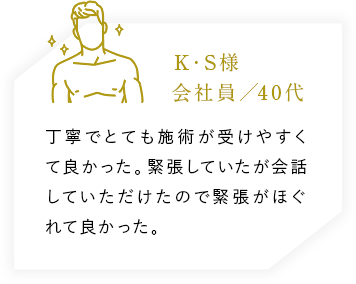 K・S様
会社員／40代
丁寧でとても施術が受けやすく
て良かった。緊張していたが会話
していただけたので緊張がほぐ
れて良かった。